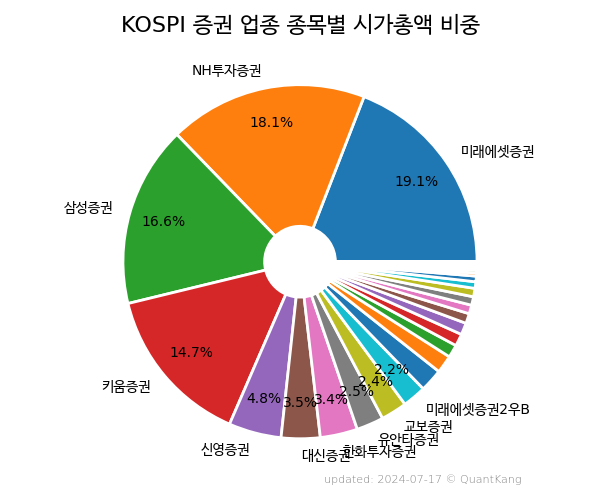 KOSPI 증권 업종 종목별 시가총액 비중
NH투자증권
18.1%
미래에셋증권
19.1%
삼성증권
16.6%
14.7%
키움증권
4.8%
신영증권
3.5%
대신증권
3.4%
한화투자증권
2.5%
유안타증권
2.4%
교보증권
2.2%
미래에셋증권2우B
updated: 2024-07-17 © QuantKang